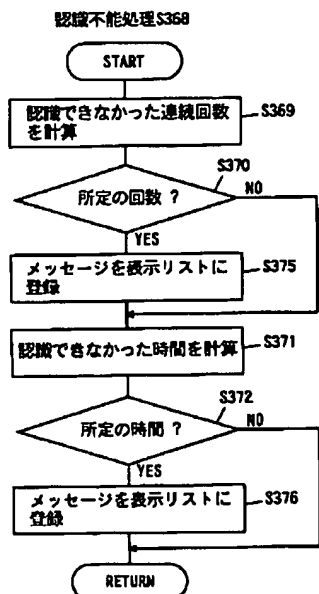 認識不能処理S368
START
認識できなかった連続回数
を計算
S369
S370
所定の回数 ?
NO
YES
メッセージを表示リストに
登録
S375
認識できなかった時間を計算
S371
S372
所定の時間 ?
NO
YES
メッセージを表示リストに
登録
S376
RETURN